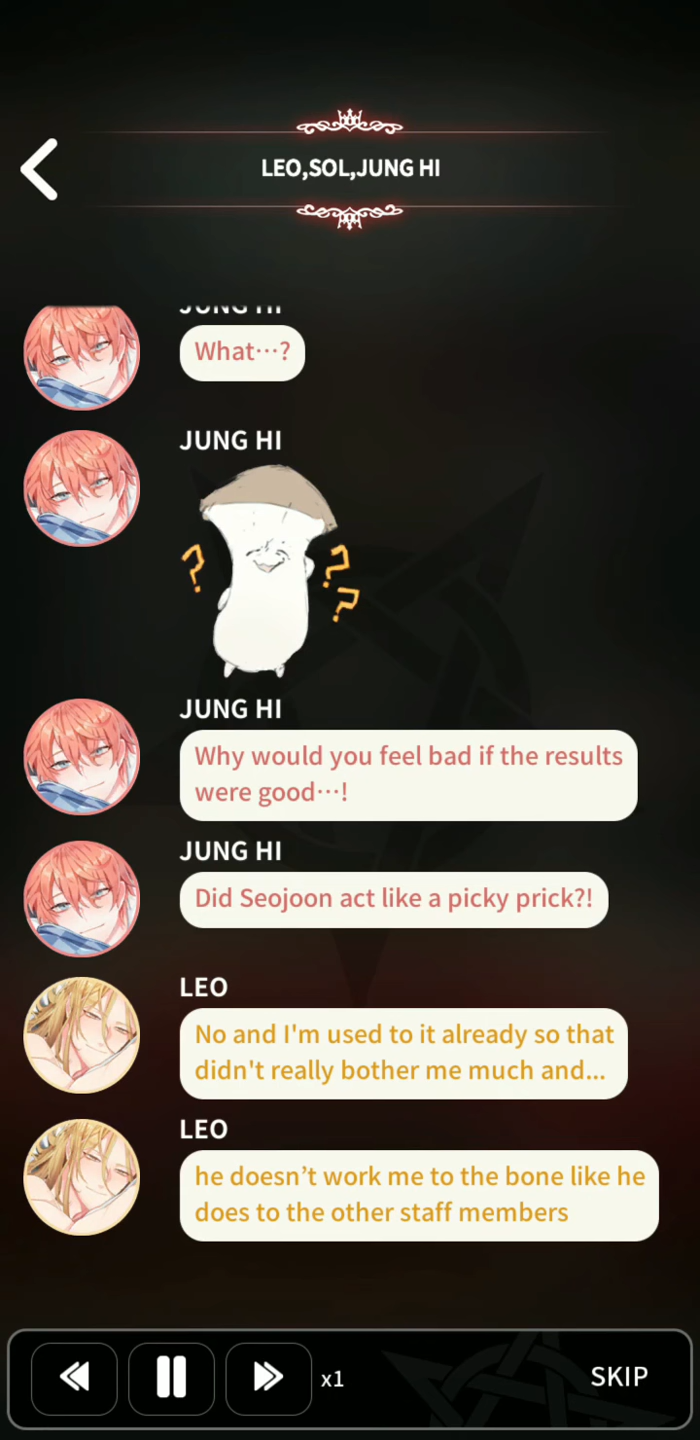 LEO,SOL,JUNG HI
JUNG HI
What…?
JUNG HI
? ? ?
JUNG HI
Why would you feel bad if the results
were good…!
JUNG HI
Did Seojoon act like a picky prick?!
LEO
No and I'm used to it already so that
didn't really bother me much and...
LEO
he doesn’t work me to the bone like he
does to the other staff members
x1
SKIP